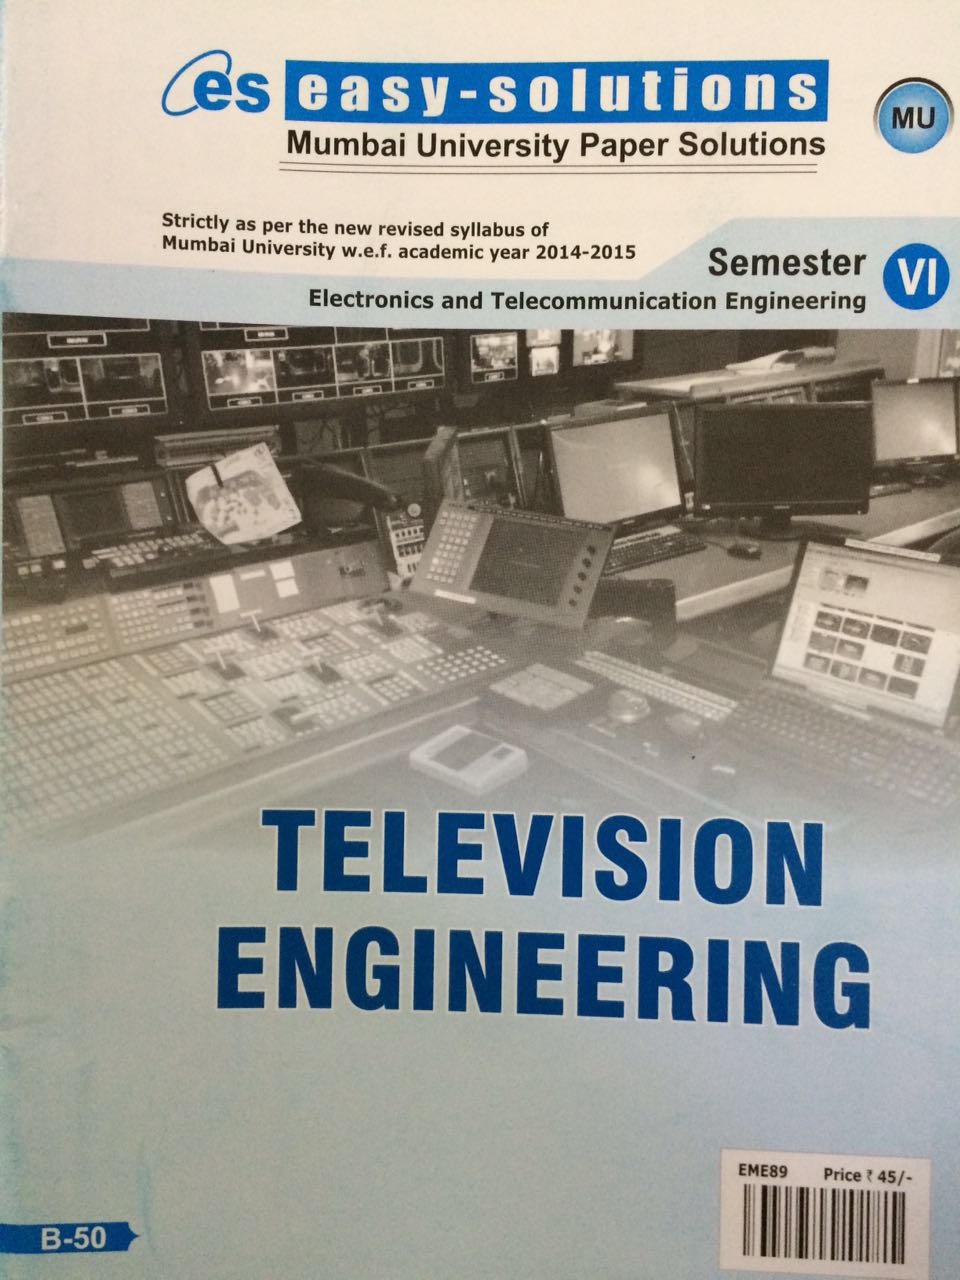 es easy-solutions
Mumbai University Paper Solutions
MU
Strictly as per the new revised syllabus of
Mumbai University w.e.f. academic year 2014-2015
Semester VI
Electronics and Telecommunication Engineering
TELEVISION
ENGINEERING
EME89 Price ₹ 45/-
B-50